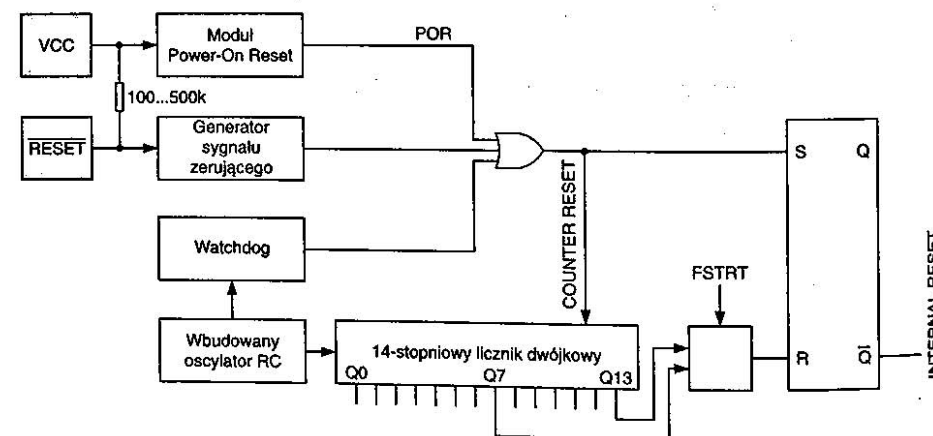 VCC
Moduł
Power-On Reset
POR
100...500k
RESET
Generator
sygnału
zerującego
S
Q
Watchdog
COUNTER RESET
FSTRT
INTERNAL RESET
Wbudowany
oscylator RC
14-stopniowy licznik dwójkowy
Q0
Q7
Q13
R
Q̅